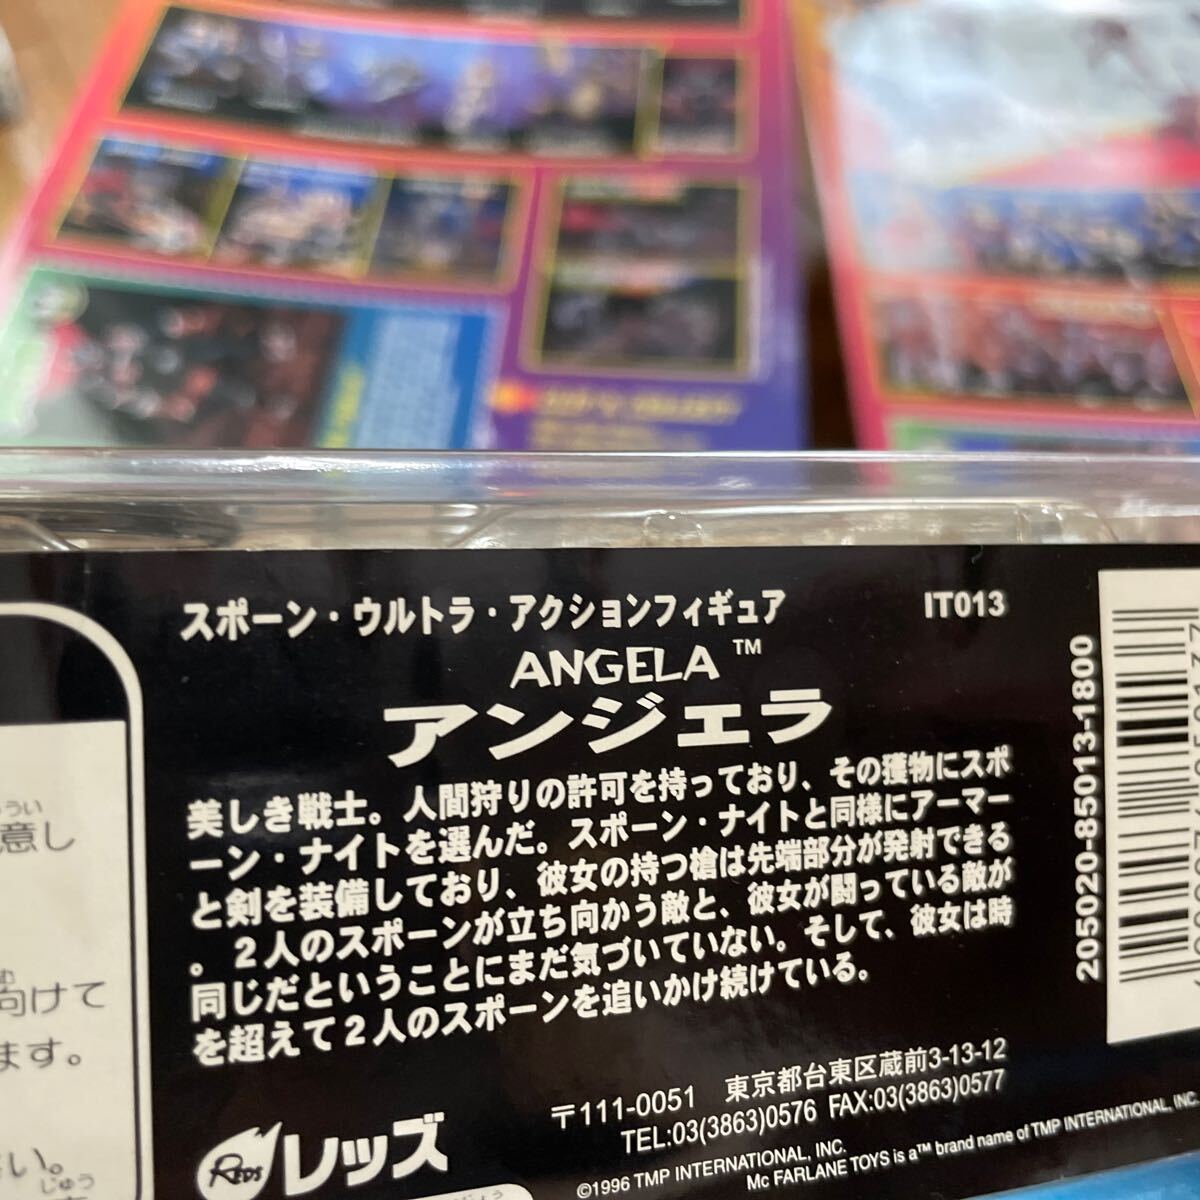 スポーン・ウルトラ・アクションフィギュア
IT013
ANGELA™
アンジェラ
美しき戦士。人間狩りの許可を持っており、その獲物にスポ
ーン・ナイトを選んだ。スポーン・ナイトと同様にアーマー
と剣を装備しており、彼女の持つ槍は先端部分が発射できる
。2人のスポーンが立ち向かう敵と、彼女が闘っている敵が
同じだということにまだ気づいていない。そして、彼女は時
を超えて2人のスポーンを追いかけ続けている。
REDS レッズ
〒111-0051 東京都台東区蔵前3-13-12
TEL:03(3863)0576 FAX:03(3863)0577
©1996 TMP INTERNATIONAL, INC.
Mc FARLANE TOYS is a™ brand name of TMP INTERNATIONAL, INC.
205020-85013-1800
うい
意し
向けて
ます。
い。
じゅう